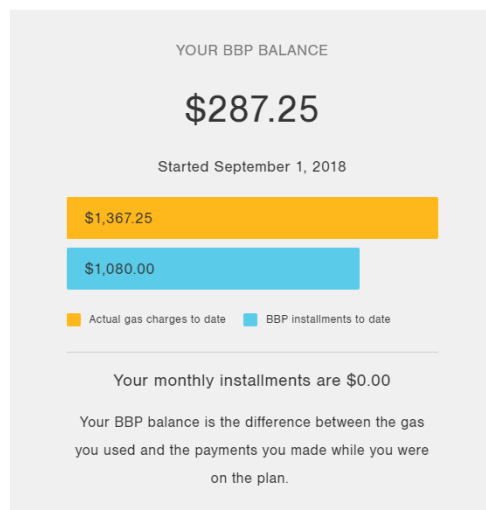 YOUR BBP BALANCE
$287.25
Started September 1, 2018
$1,367.25
$1,080.00
Actual gas charges to date BBP installments to date
Your monthly installments are $0.00
Your BBP balance is the difference between the gas
you used and the payments you made while you were
on the plan.